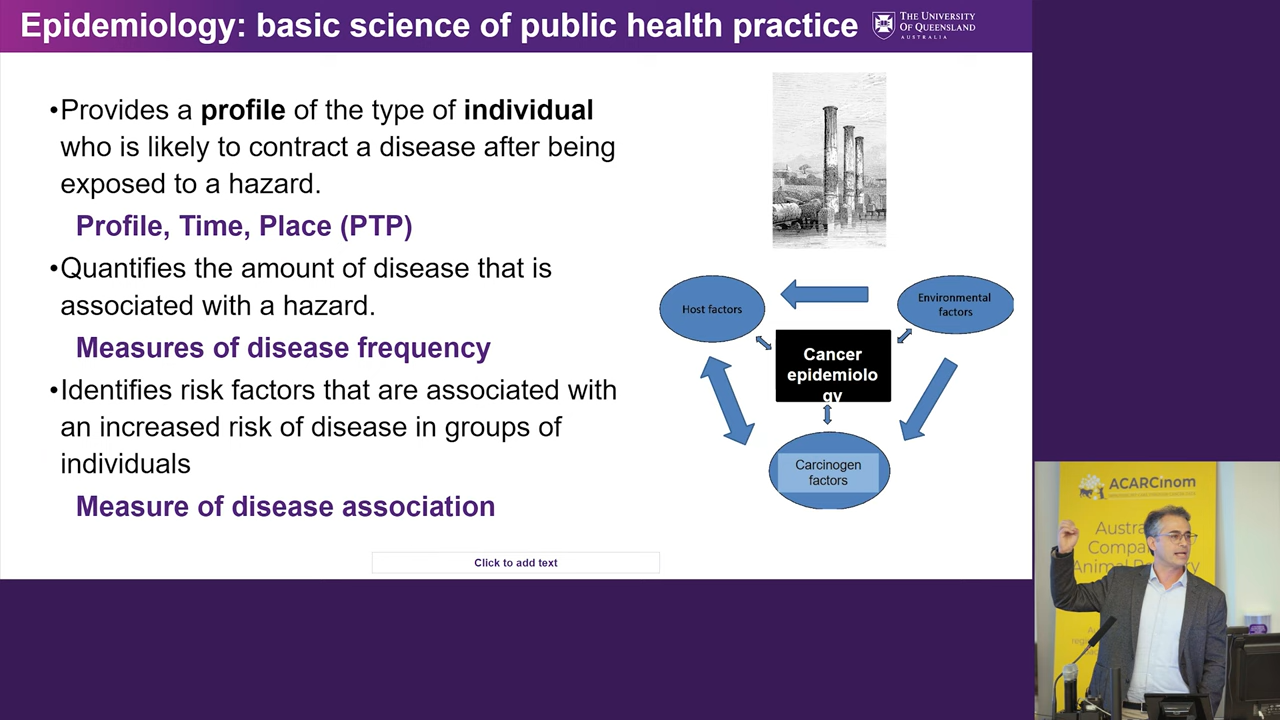 Epidemiology: basic science of public health practice
THE UNIVERSITY
OF QUEENSLAND
AUSTRALIA
•Provides a profile of the type of individual
who is likely to contract a disease after being
exposed to a hazard.
Profile, Time, Place (PTP)
•Quantifies the amount of disease that is
associated with a hazard.
Measures of disease frequency
•Identifies risk factors that are associated with
an increased risk of disease in groups of
individuals
Measure of disease association
Host factors
Environmental
factors
Cancer
epidemiolo
gy
Carcinogen
factors
Click to add text
ACARCinom
Austra
Compa
Animal